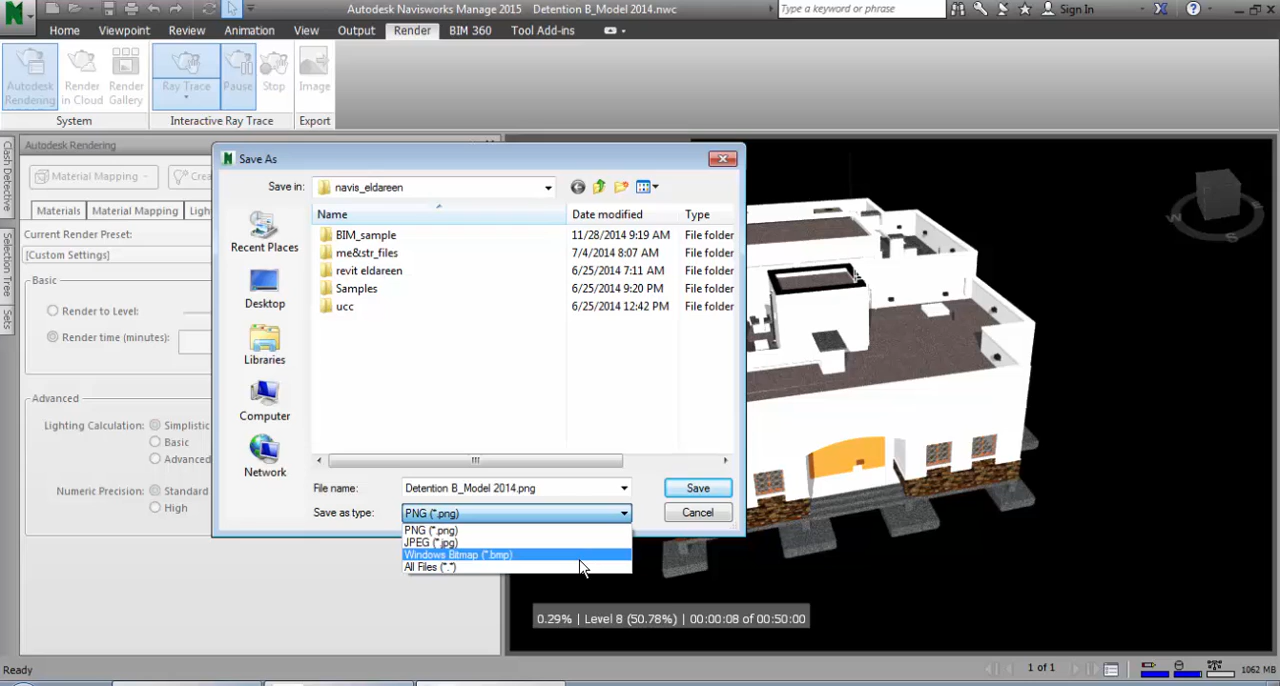 Autodesk Navisworks Manage 2015 Detention B_Model 2014.nwc
Type a keyword or phrase
Sign In
Home Viewpoint Review Animation View Output Render BIM 360 Tool Add-ins
Autodesk Rendering
Render in Cloud
Render Gallery
Ray Trace
Pause
Stop
Image
System
Interactive Ray Trace
Export
Clash Detective
Selection Tree
Sets
Autodesk Rendering
Material Mapping
Crea
Materials
Material Mapping
Ligh
Current Render Preset:
[Custom Settings]
Basic
Render to Level:
Render time (minutes):
Advanced
Lighting Calculation: Simplistic
Basic
Advanced
Numeric Precision: Standard
High
Save As
Save in: navis_eldareen
Recent Places
Desktop
Libraries
Computer
Network
Name Date modified Type
BIM_sample 11/28/2014 9:19 AM File folder
me&str_files 7/4/2014 8:07 AM File folder
revit eldareen 6/25/2014 7:11 AM File folder
Samples 6/25/2014 9:20 PM File folder
ucc 6/25/2014 12:42 PM File folder
File name: Detention B_Model 2014.png
Save
Save as type: PNG (*.png)
Cancel
PNG (*.png)
JPEG (*.jpg)
Windows Bitmap (*.bmp)
All Files (*.*)
W
S
0.29% | Level 8 (50.78%) | 00:00:08 of 00:50:00
Ready
1 of 1
1062 MB